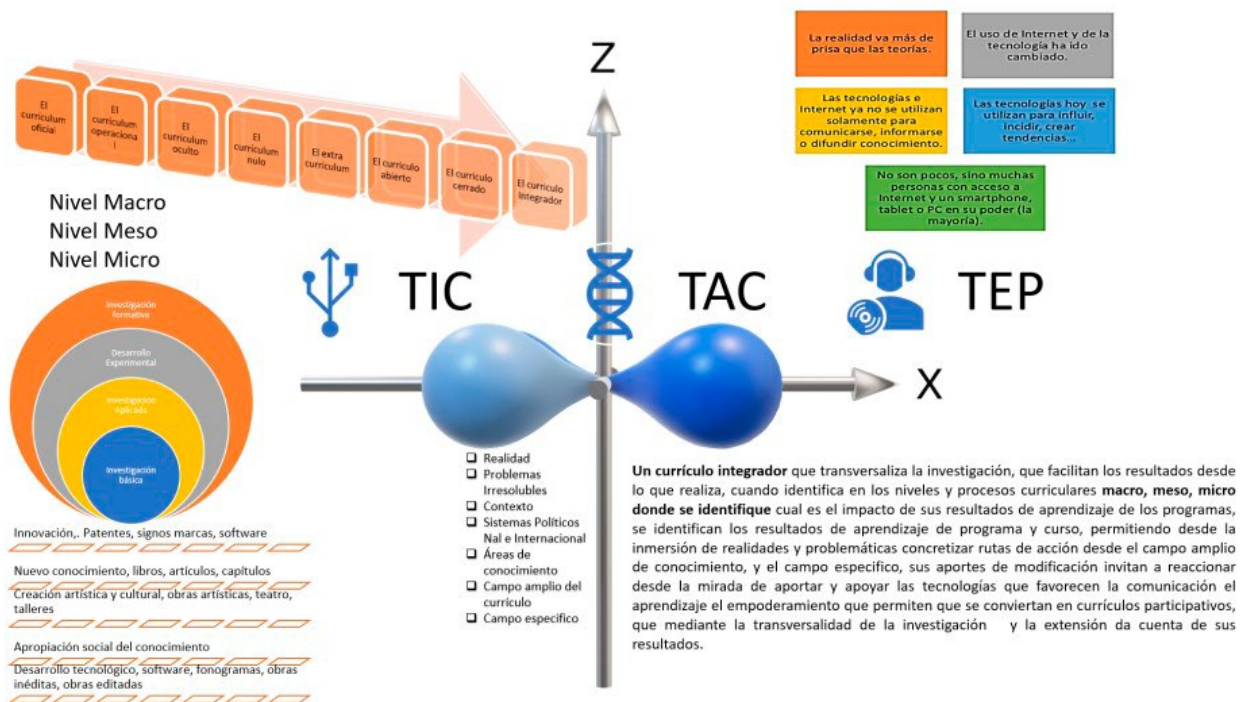 El
curriculum
oficial
El
curriculum
operaciona
l
El
curriculum
oculto
El
curriculum
nulo
El extra
curriculum
El currículo
abierto
El currículo
cerrado
El currículo
Integrador
Nivel Macro
Nivel Meso
Nivel Micro
Investigación
formativo
Desarrollo
Experimental
Investigación
Aplicada
Investigación
básica
Innovación,. Patentes, signos marcas, software
Nuevo conocimiento, libros, artículos, capítulos
Creación artística y cultural, obras artísticas, teatro,
talleres
Apropiación social del conocimiento
Desarrollo tecnológico, software, fonogramas, obras
inéditas, obras editadas
Z
TIC
TAC
TEP
X
La realidad va más de
prisa que las teorías.
El uso de Internet y de la
tecnología ha ido
cambiado.
Las tecnologías e
Internet ya no se utilizan
solamente para
comunicarse, informarse
o difundir conocimiento.
Las tecnologías hoy se
utilizan para influir,
incidir, crear
tendencias...
No son pocos, sino muchas
personas con acceso a
Internet y un smartphone,
tablet o PC en su poder (la
mayoría).
Realidad
Problemas
Irresolubles
Contexto
Sistemas Políticos
Nal e Internacional
Áreas de
conocimiento
Campo amplio del
currículo
Campo especifico
Un currículo integrador que transversaliza la investigación, que facilitan los resultados desde
lo que realiza, cuando identifica en los niveles y procesos curriculares macro, meso, micro
donde se identifique cual es el impacto de sus resultados de aprendizaje de los programas,
se identifican los resultados de aprendizaje de programa y curso, permitiendo desde la
inmersión de realidades y problemáticas concretizar rutas de acción desde el campo amplio
de conocimiento, y el campo especifico, sus aportes de modificación invitan a reaccionar
desde la mirada de aportar y apoyar las tecnologías que favorecen la comunicación el
aprendizaje el empoderamiento que permiten que se conviertan en currículos participativos,
que mediante la transversalidad de la investigación y la extensión da cuenta de sus
resultados.